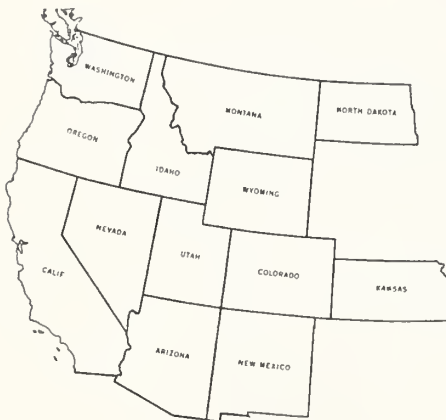 WASHINGTON
MONTANA
NORTH DAKOTA
OREGON
IDAHO
WYOMING
NEVADA
UTAH
COLORADO
CALIF
KANSAS
ARIZONA
NEW MEXICO